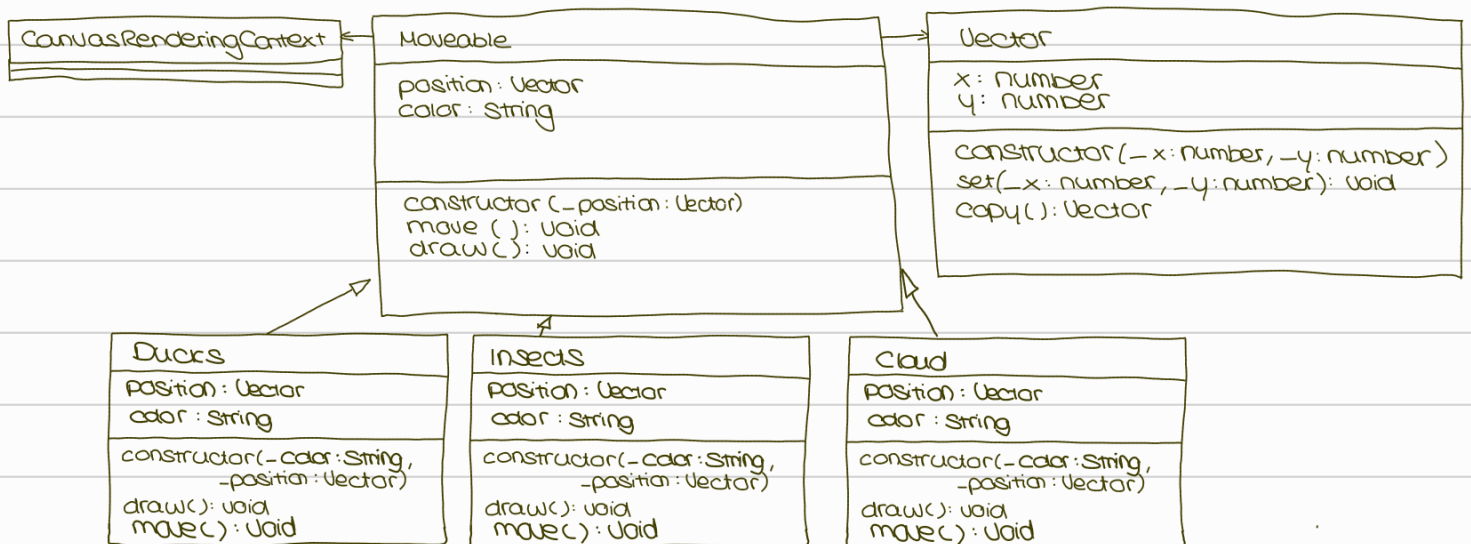 CanvasRenderingContext
Moveable
position: Vector
color: String
constructor (_position: Vector)
move (): void
draw(): void
Vector
x: number
y: number
constructor(_x: number, _y: number)
set(_x: number, _y: number): void
copy(): Vector
Ducks
position: Vector
color: String
constructor(_color: String,
_position: Vector)
draw(): void
move(): void
Insects
position: Vector
color: String
constructor(_color: String,
_position: Vector)
draw(): void
move(): void
Cloud
position: Vector
color: String
constructor(_color: String,
_position: Vector)
draw(): void
move(): void